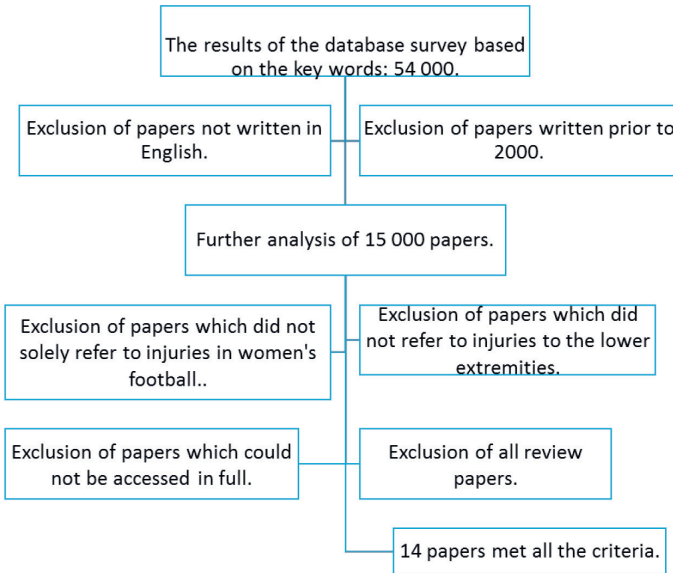 The results of the database survey based
on the key words: 54 000.
Exclusion of papers not written in
English.
Exclusion of papers written prior to
2000.
Further analysis of 15 000 papers.
Exclusion of papers which did not
solely refer to injuries in women's
football..
Exclusion of papers which did
not refer to injuries to the lower
extremities.
Exclusion of papers which could
not be accessed in full.
Exclusion of all review
papers.
14 papers met all the criteria.